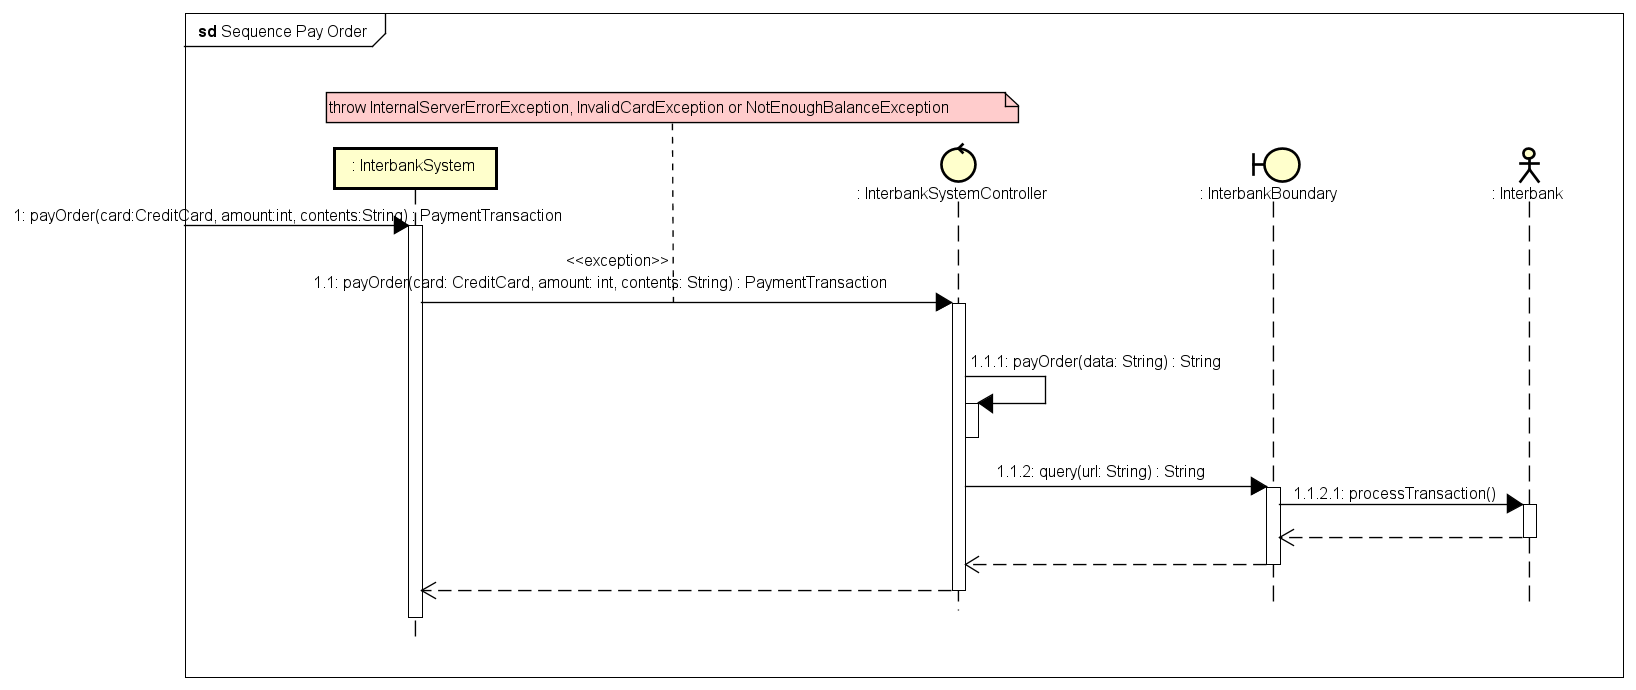 sd Sequence Pay Order
throw InternalServerErrorException, InvalidCardException or NotEnoughBalanceException
: InterbankSystem
: InterbankSystemController
: InterbankBoundary
: Interbank
1: payOrder(card:CreditCard, amount:int, contents:String) : PaymentTransaction
<<exception>>
1.1: payOrder(card: CreditCard, amount: int, contents: String) : PaymentTransaction
1.1.1: payOrder(data: String) : String
1.1.2: query(url: String) : String
1.1.2.1: processTransaction()